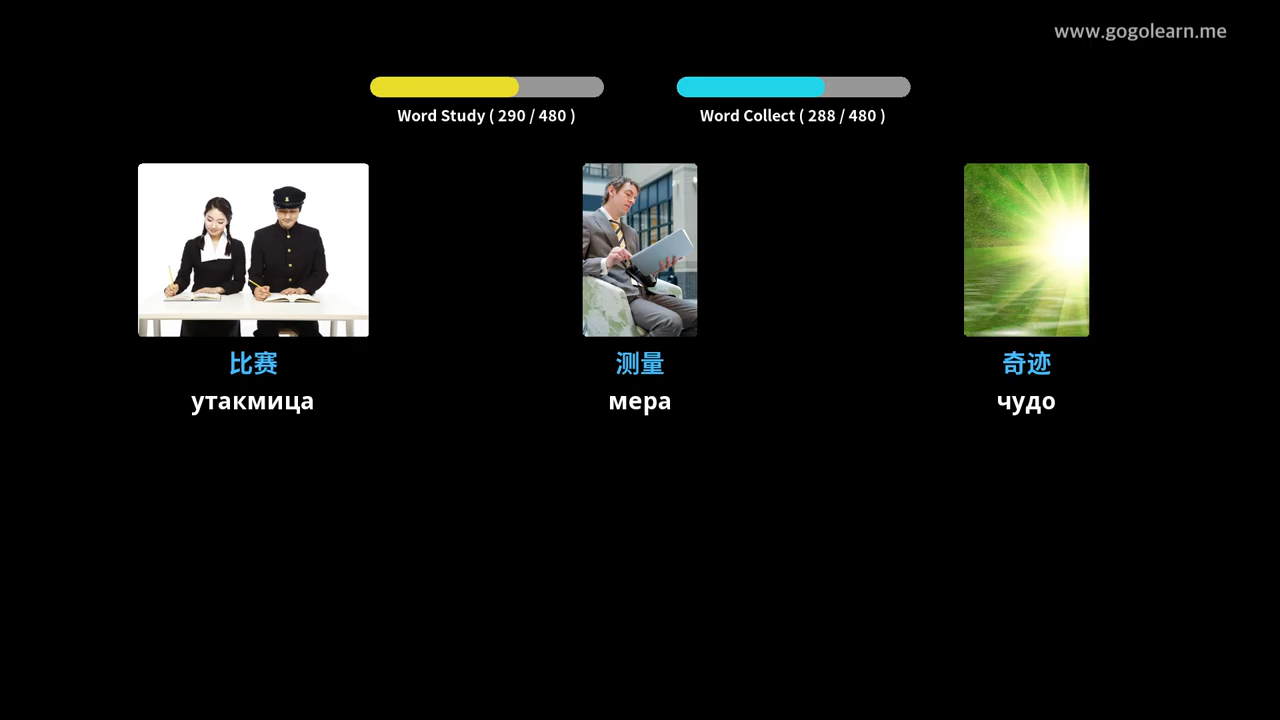 www.gogolearn.me
Word Study ( 290 / 480 )
Word Collect ( 288 / 480 )
比赛
утакмица
测量
мера
奇迹
чудо